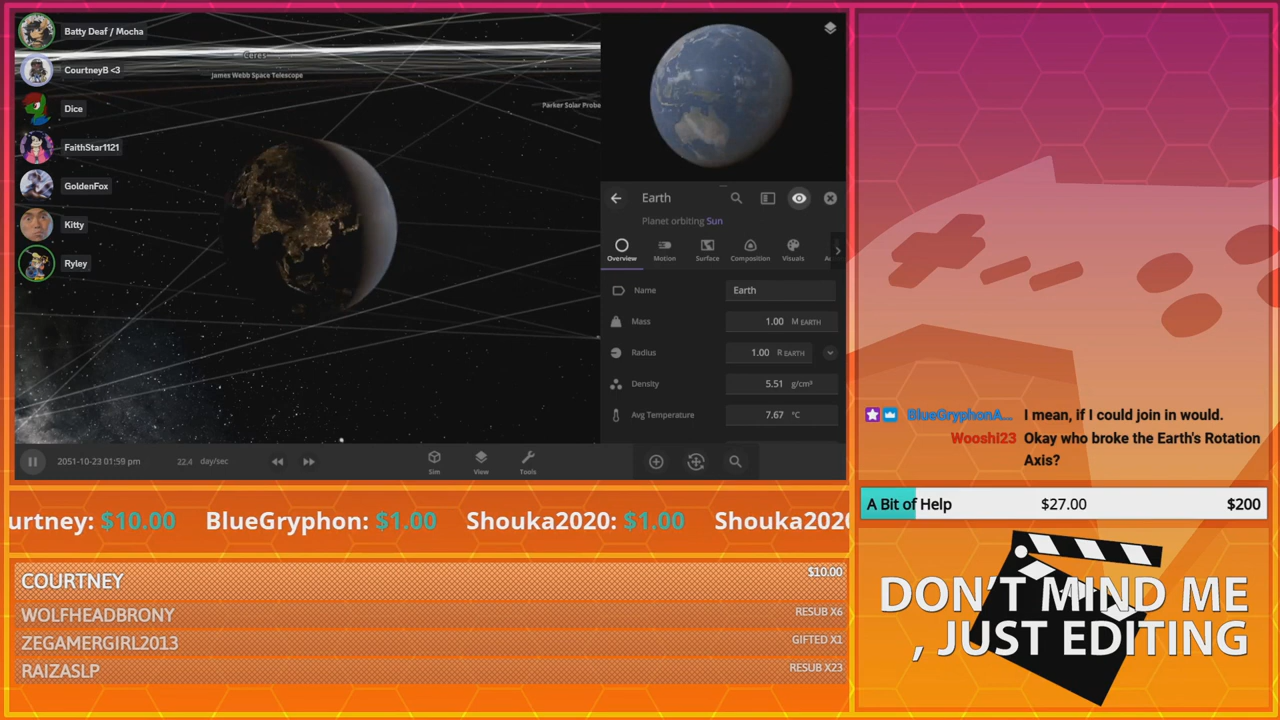 Batty Deaf / Mocha
CourtneyB <3
Dice
FaithStar1121
GoldenFox
Kitty
Ryley
Ceres
James Webb Space Telescope
Parker Solar Probe
Earth
Planet orbiting Sun
Overview Motion Surface Composition Visuals
Name Earth
Mass 1.00 M EARTH
Radius 1.00 R EARTH
Density 5.51 g/cm³
Avg Temperature 7.67 °C
2051-10-23 01:59 pm 22.4 day/sec
Sim View Tools
urtney: $10.00 BlueGryphon: $1.00 Shouka2020: $1.00 Shouka2020
COURTNEY $10.00
WOLFHEADBRONY RESUB X6
ZEGAMERGIRL2013 GIFTED X1
RAIZASLP RESUB X23
BlueGryphonA... I mean, if I could join in would.
Wooshi23 Okay who broke the Earth's Rotation
Axis?
A Bit of Help $27.00 $200
DON'T MIND ME
, JUST EDITING